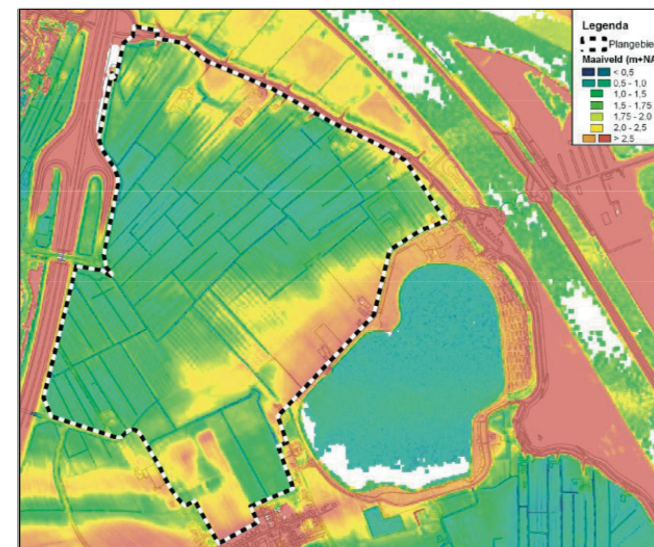 Legenda
Plangebie
Maaiveld (m+NA
< 0,5
0,5 - 1,0
1,0 - 1,5
1,5 - 1,75
1,75 - 2,0
2,0 - 2,5
> 2,5